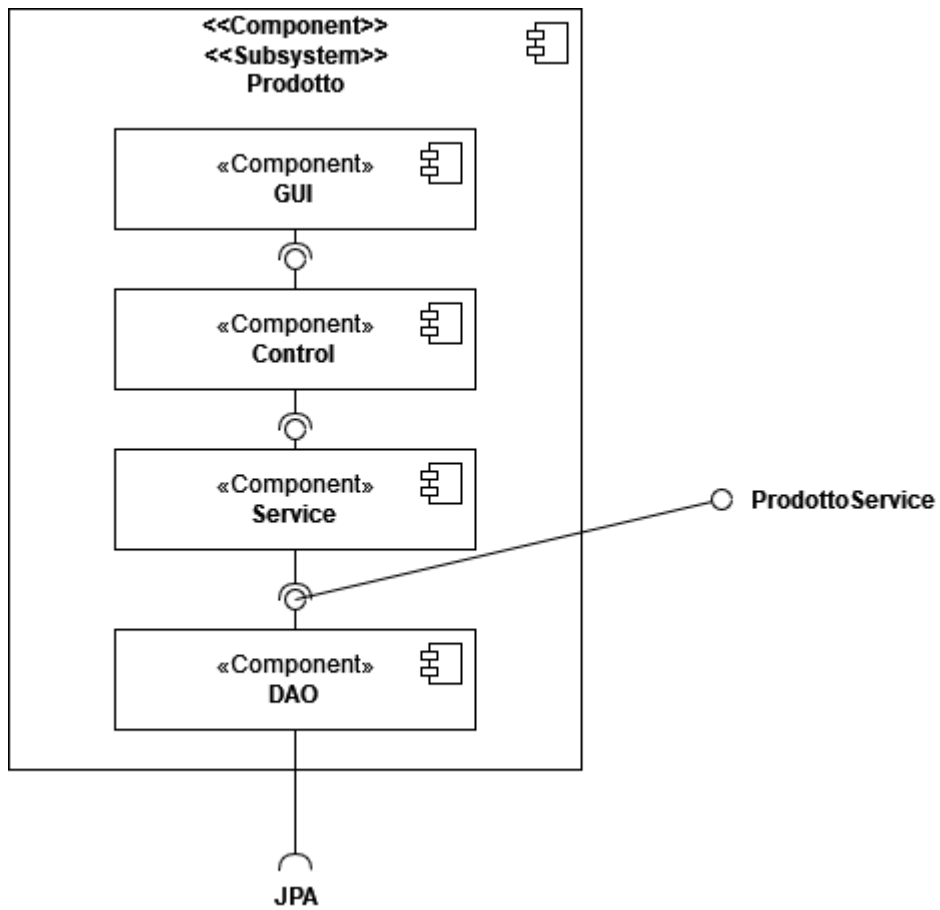 <<Component>>
<<Subsystem>>
Prodotto
«Component»
GUI
«Component»
Control
«Component»
Service
ProdottoService
«Component»
DAO
JPA